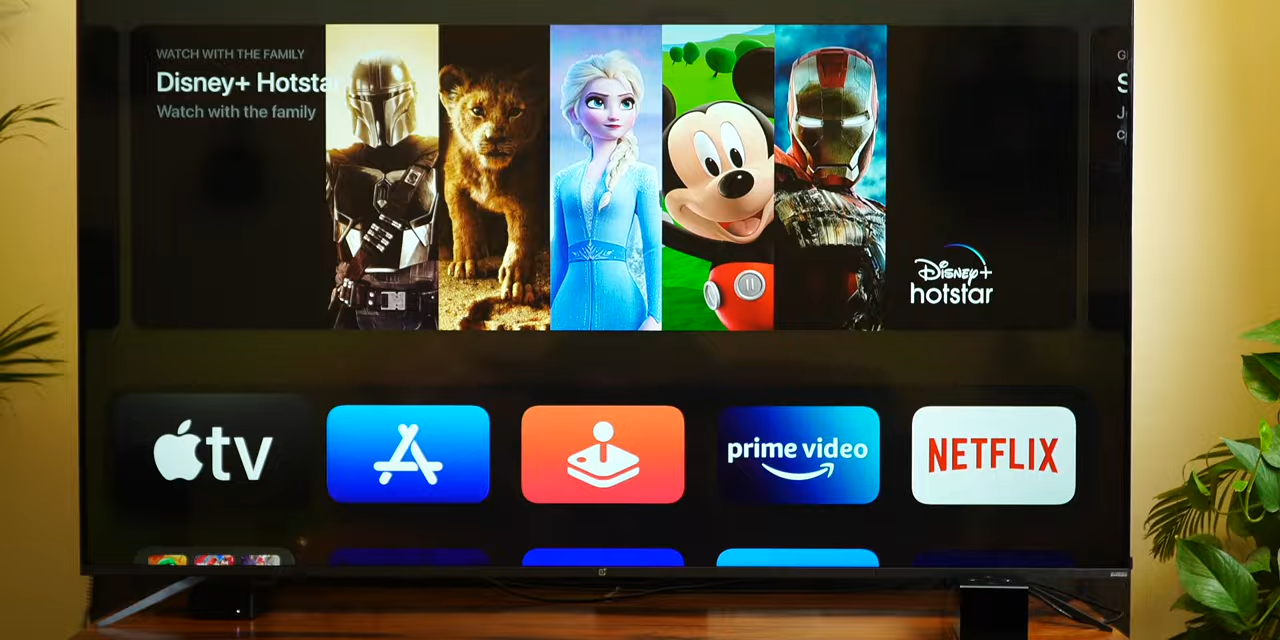 WATCH WITH THE FAMILY
Disney+ Hotstar
Watch with the family
Disney+
hotstar
tv
prime video
NETFLIX